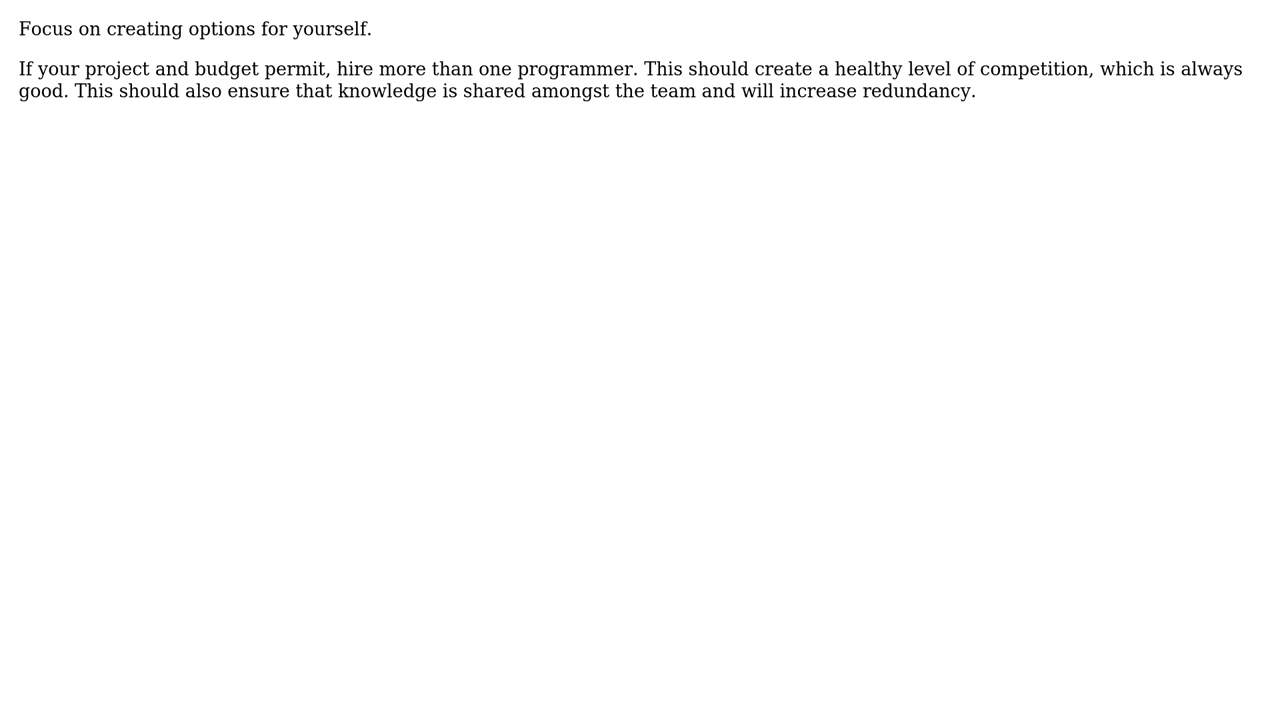 Focus on creating options for yourself.
If your project and budget permit, hire more than one programmer. This should create a healthy level of competition, which is always
good. This should also ensure that knowledge is shared amongst the team and will increase redundancy.